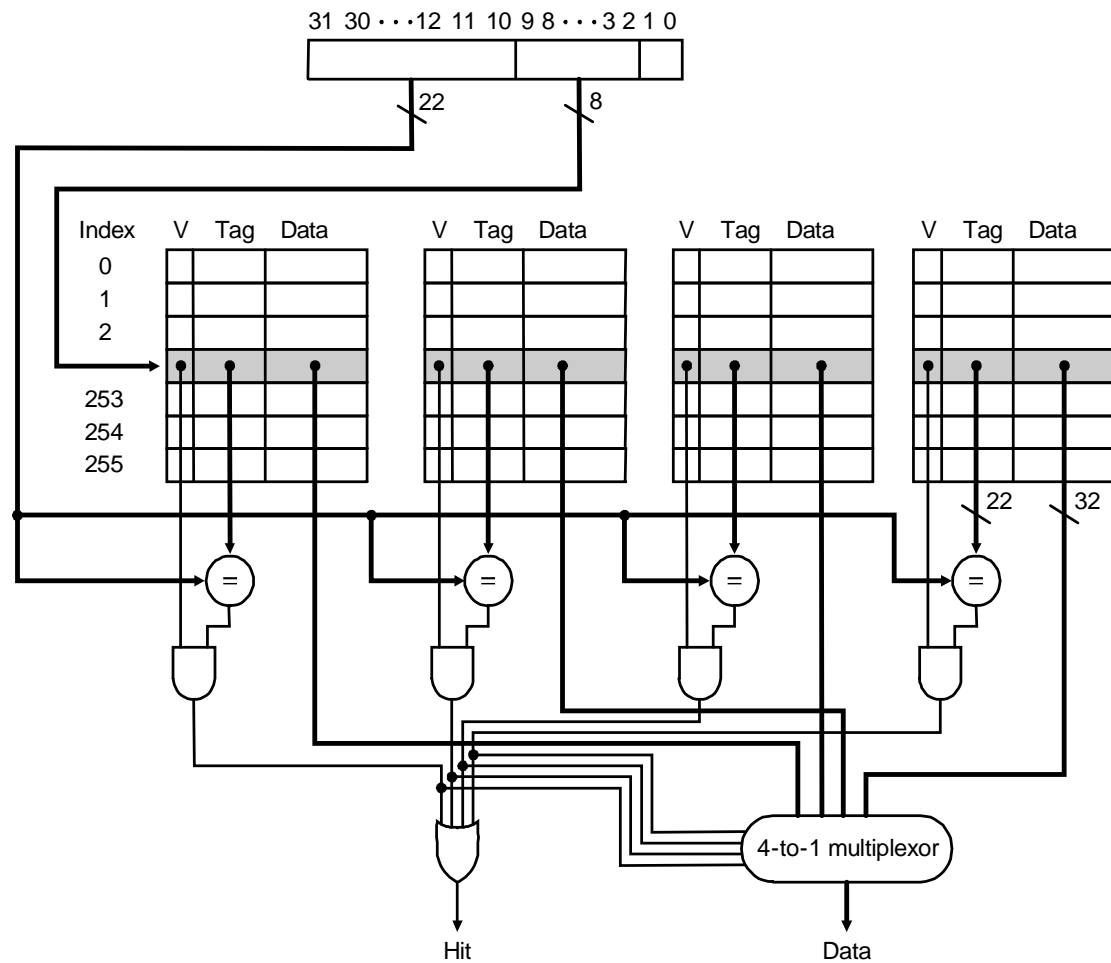 31 30 ··· 12 11 10 9 8 ··· 3 2 1 0
22
8
Index V Tag Data V Tag Data V Tag Data V Tag Data
0
1
2
253
254
255
22 32
= = = =
4-to-1 multiplexor
Hit Data